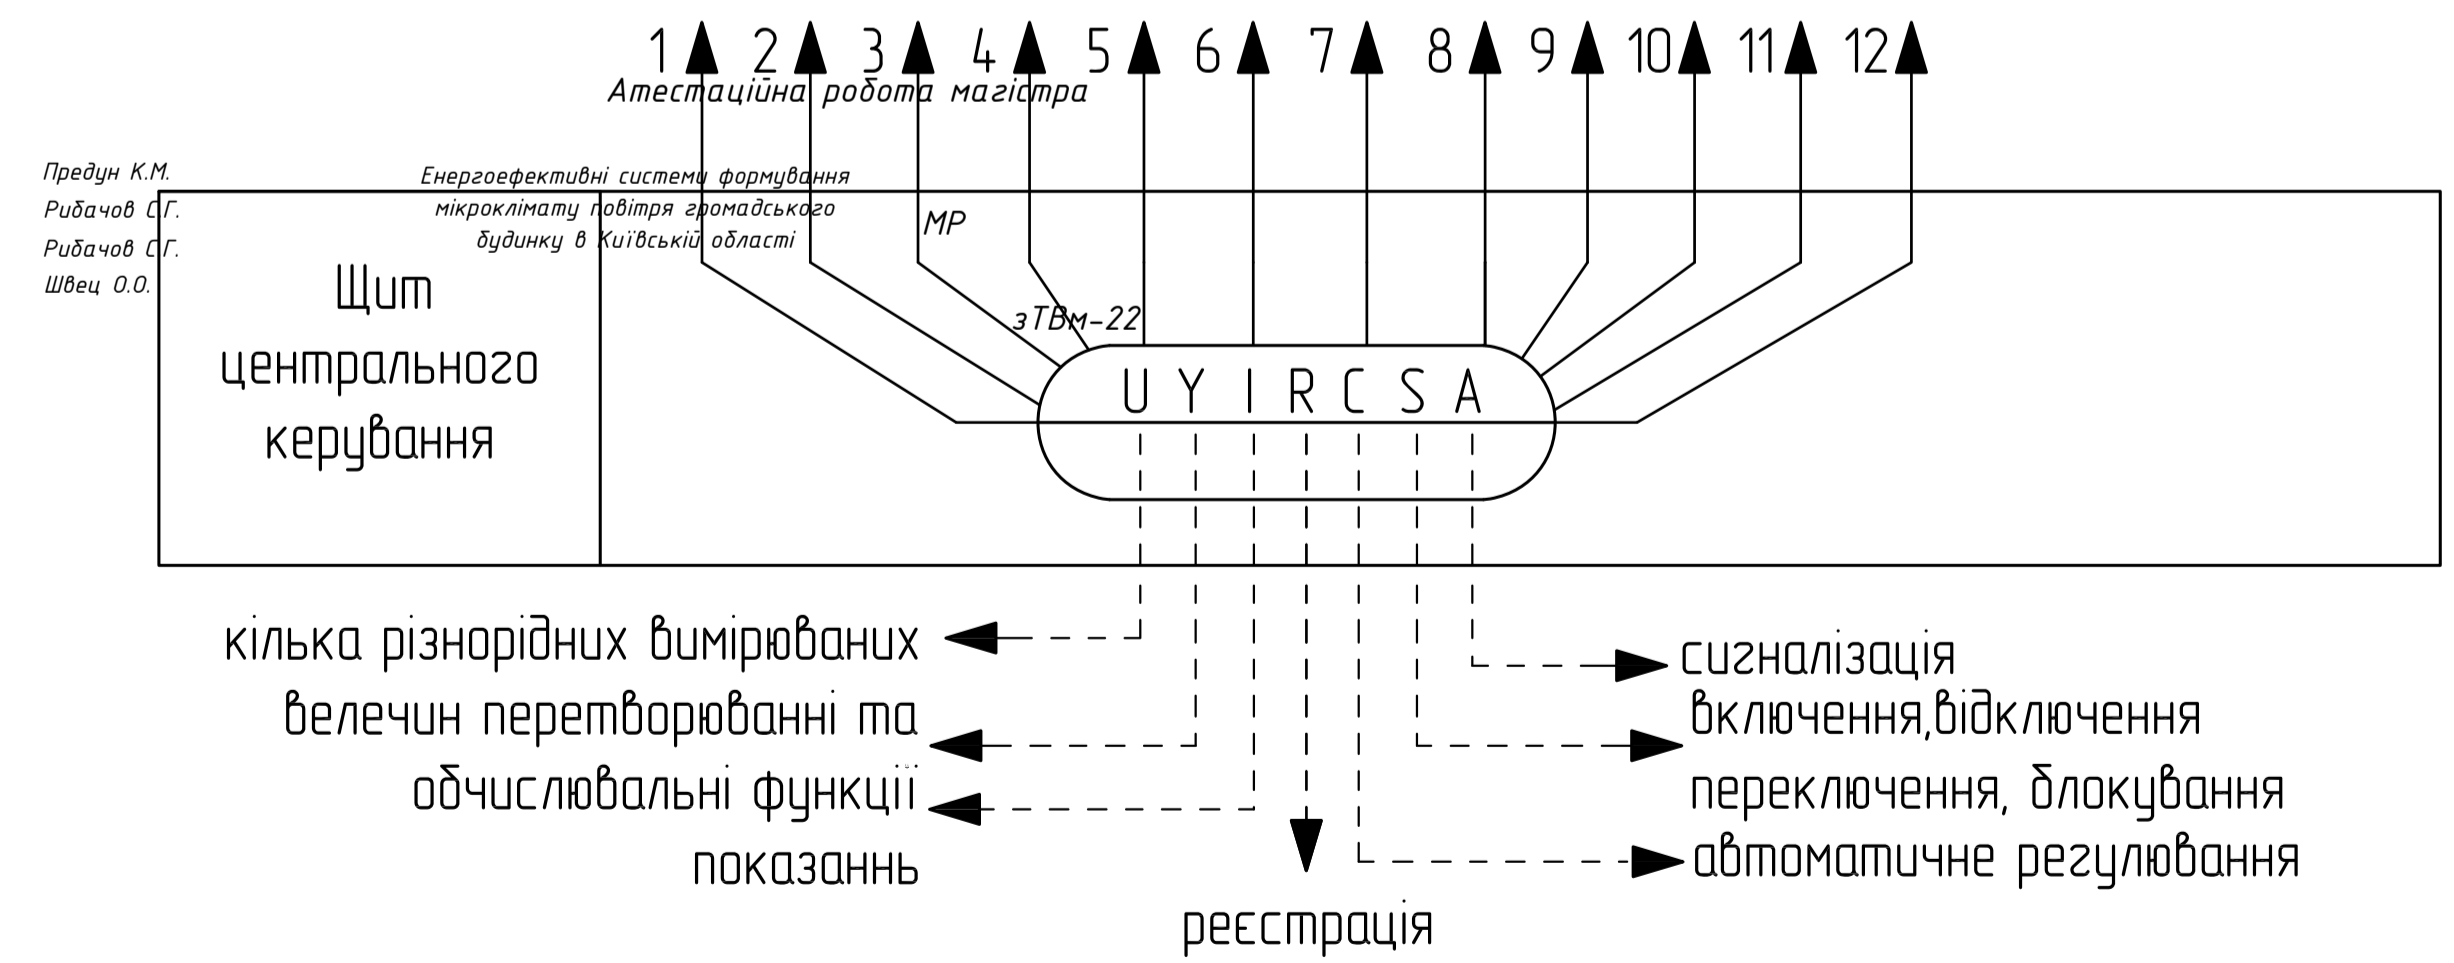 1 2 3 4 5 6 7 8 9 10 11 12
Атестаційна робота магістра
Предун К.М.
Рибачов С.Г.
Рибачов С.Г.
Швец О.О.
Енергоефективні системи формування
мікроклімату повітря громадського
будинку в Київській області
МР
зТВм-22
Щит
центрального
керування
U Y I R C S A
кілька різнорідних вимірюваних
велечин перетворюванні та
обчислювальні функції
показаннь
реєстрація
сигналізація
включення,відключення
переключення, блокування
автоматичне регулювання